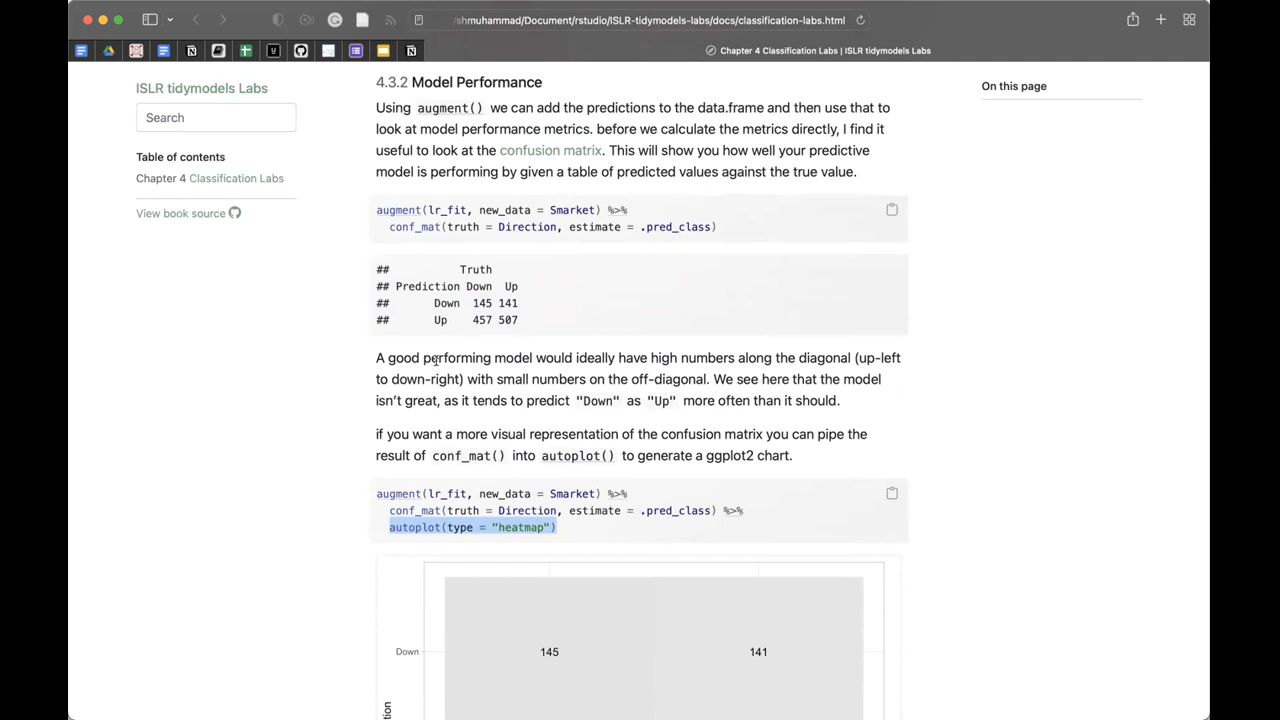 /shmuhammad/Document/rstudio/ISLR-tidymodels-labs/docs/classification-labs.html
Chapter 4 Classification Labs | ISLR tidymodels Labs
ISLR tidymodels Labs
Search
Table of contents
Chapter 4 Classification Labs
View book source
4.3.2 Model Performance
Using augment() we can add the predictions to the data.frame and then use that to
look at model performance metrics. before we calculate the metrics directly, I find it
useful to look at the confusion matrix. This will show you how well your predictive
model is performing by given a table of predicted values against the true value.
augment(lr_fit, new_data = Smarket) %>%
conf_mat(truth = Direction, estimate = .pred_class)
## Truth
## Prediction Down Up
## Down 145 141
## Up 457 507
A good performing model would ideally have high numbers along the diagonal (up-left
to down-right) with small numbers on the off-diagonal. We see here that the model
isn’t great, as it tends to predict "Down" as "Up" more often than it should.
if you want a more visual representation of the confusion matrix you can pipe the
result of conf_mat() into autoplot() to generate a ggplot2 chart.
augment(lr_fit, new_data = Smarket) %>%
conf_mat(truth = Direction, estimate = .pred_class) %>%
autoplot(type = "heatmap")
Down
145
141
On this page